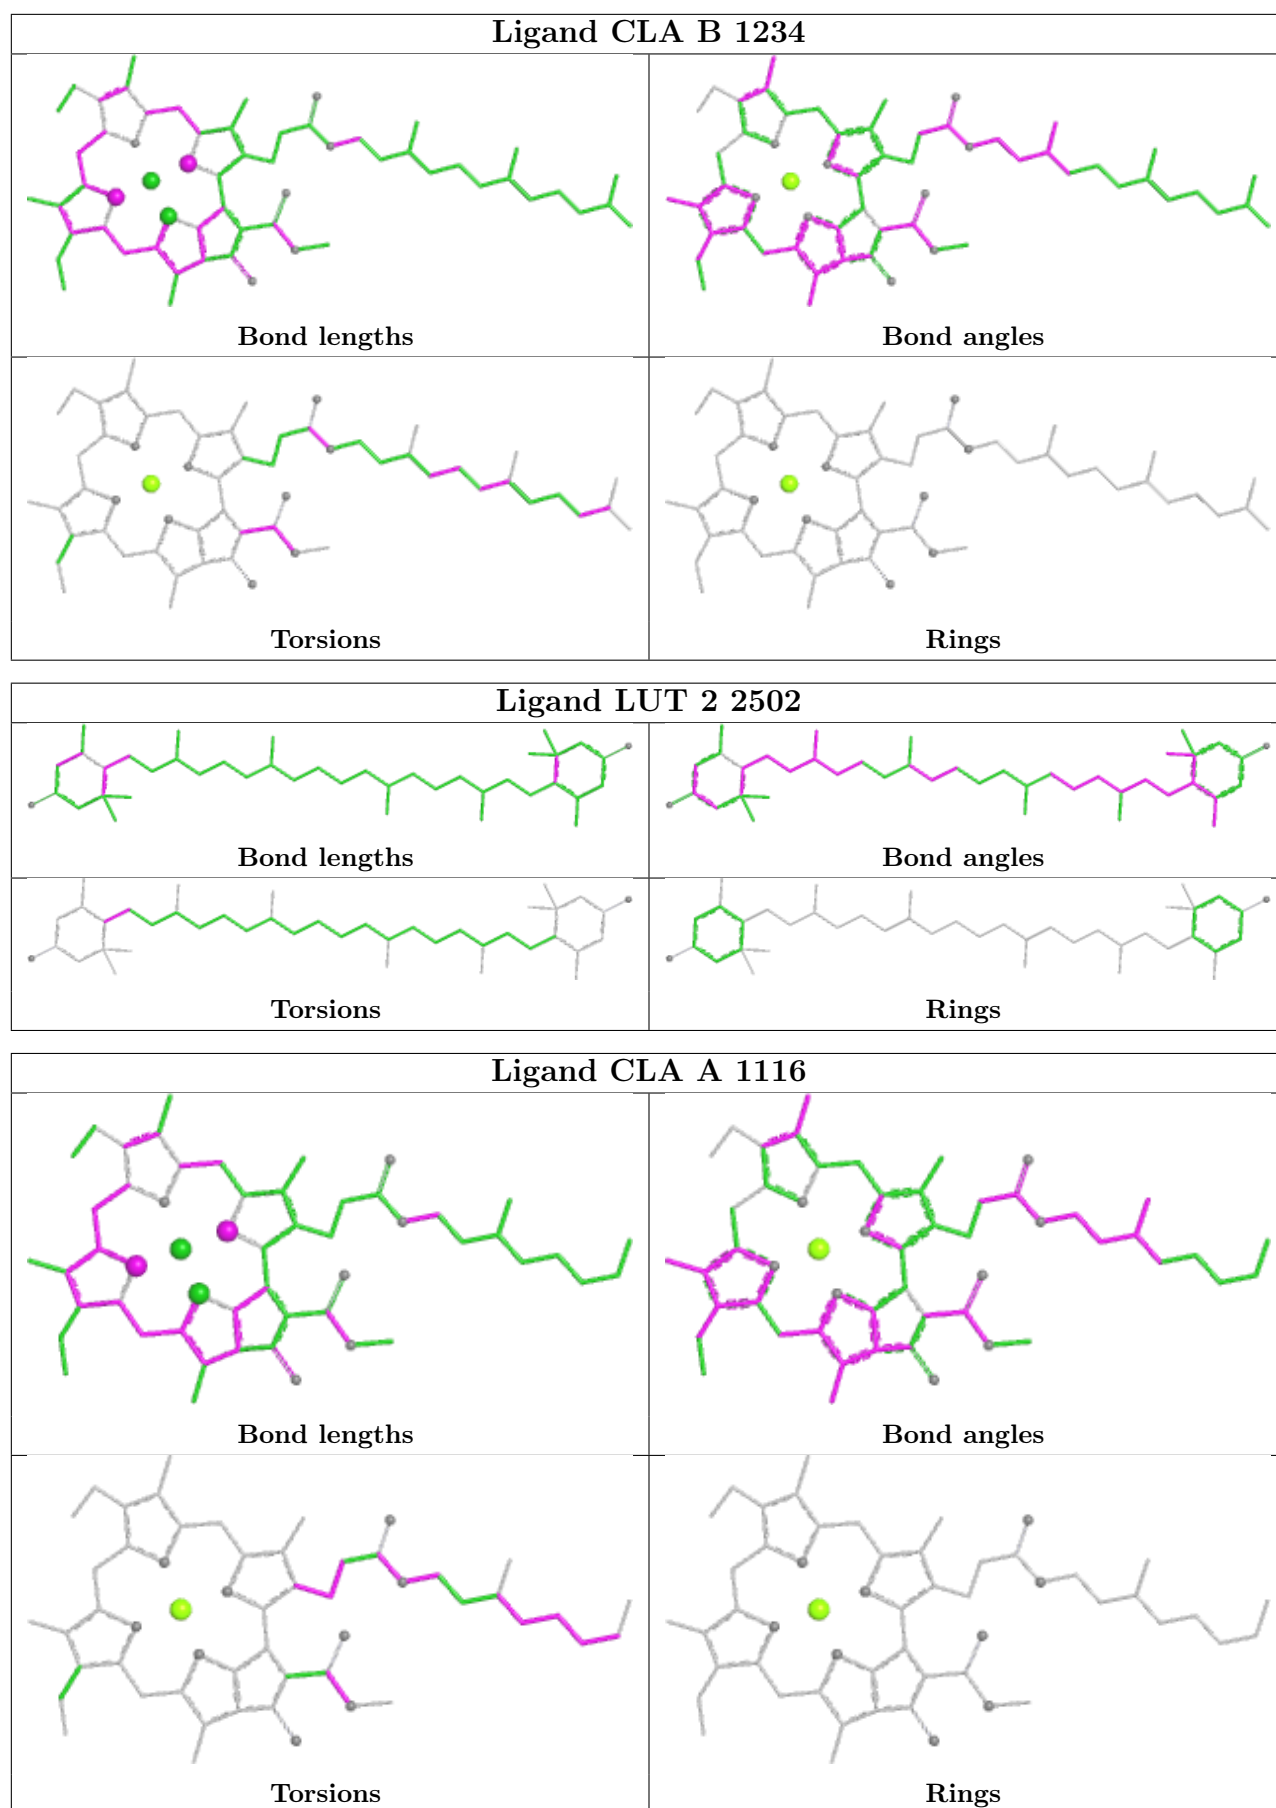 Ligand CLA B 1234
Bond lengths
Bond angles
Torsions
Rings
Ligand LUT 2 2502
Bond lengths
Bond angles
Torsions
Rings
Ligand CLA A 1116
Bond lengths
Bond angles
Torsions
Rings